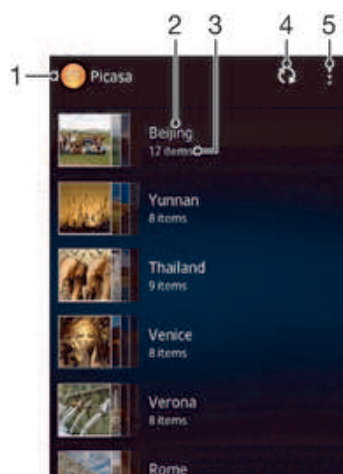 2 3 4 5
1 Picasa
Beijing
12 items
Yunnan
8 items
Thailand
9 items
Venice
8 items
Verona
8 items
Rome